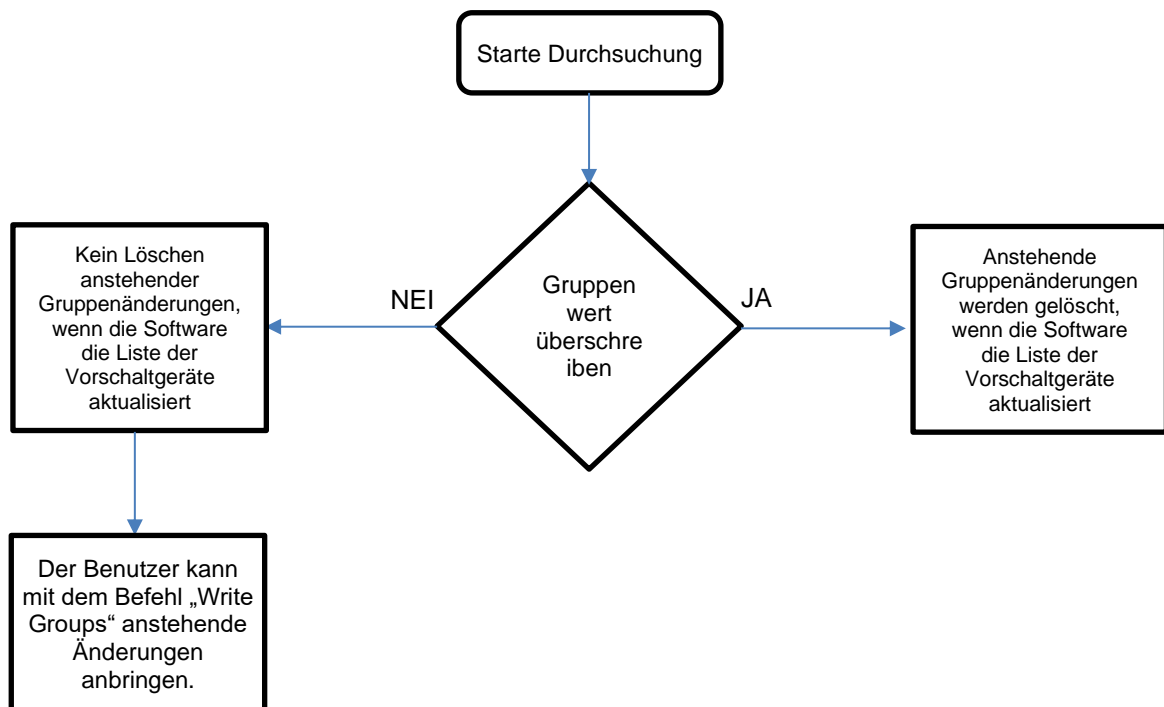 Starte Durchsuchung
Kein Löschen
anstehender
Gruppenänderungen,
wenn die Software
die Liste der
Vorschaltgeräte
aktualisiert
NEI
Gruppen
wert
überschre
iben
JA
Anstehende
Gruppenänderungen
werden gelöscht,
wenn die Software
die Liste der
Vorschaltgeräte
aktualisiert
Der Benutzer kann
mit dem Befehl „Write
Groups“ anstehende
Änderungen
anbringen.